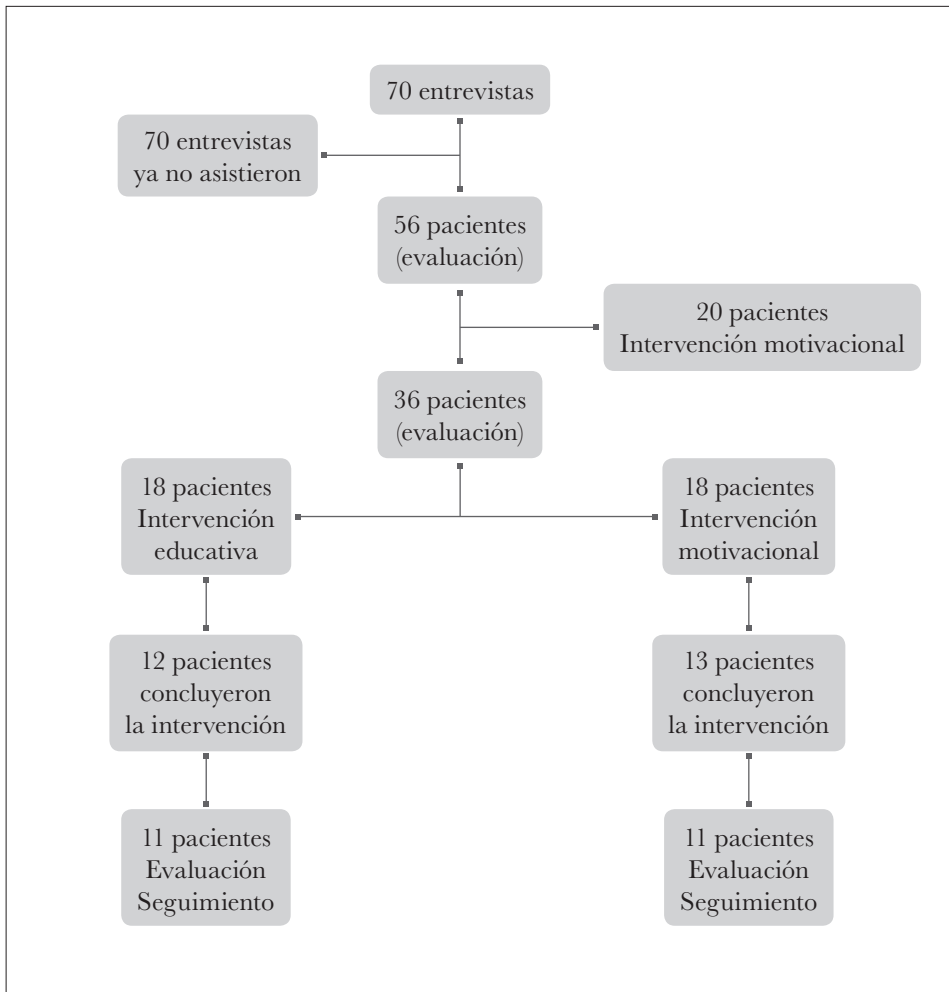 70 entrevistas
70 entrevistas
ya no asistieron
56 pacientes
(evaluación)
20 pacientes
Intervención motivacional
36 pacientes
(evaluación)
18 pacientes
Intervención
educativa
18 pacientes
Intervención
motivacional
12 pacientes
concluyeron
la intervención
13 pacientes
concluyeron
la intervención
11 pacientes
Evaluación
Seguimiento
11 pacientes
Evaluación
Seguimiento